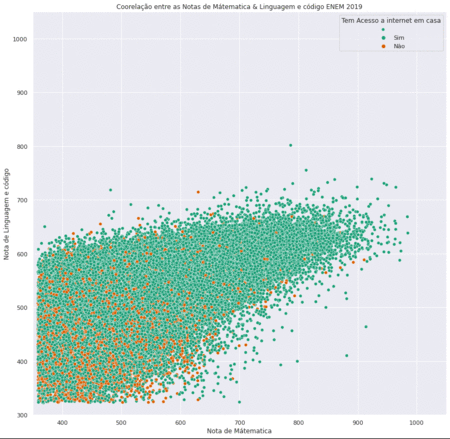 Coorelação entre as Notas de Mátematica & Linguagem e código ENEM 2019
Tem Acesso a internet em casa
Sim
Não
1000
900
800
700
600
500
400
300
Nota de Linguagem e código
400
500
600
700
800
900
1000
Nota de Mátematica